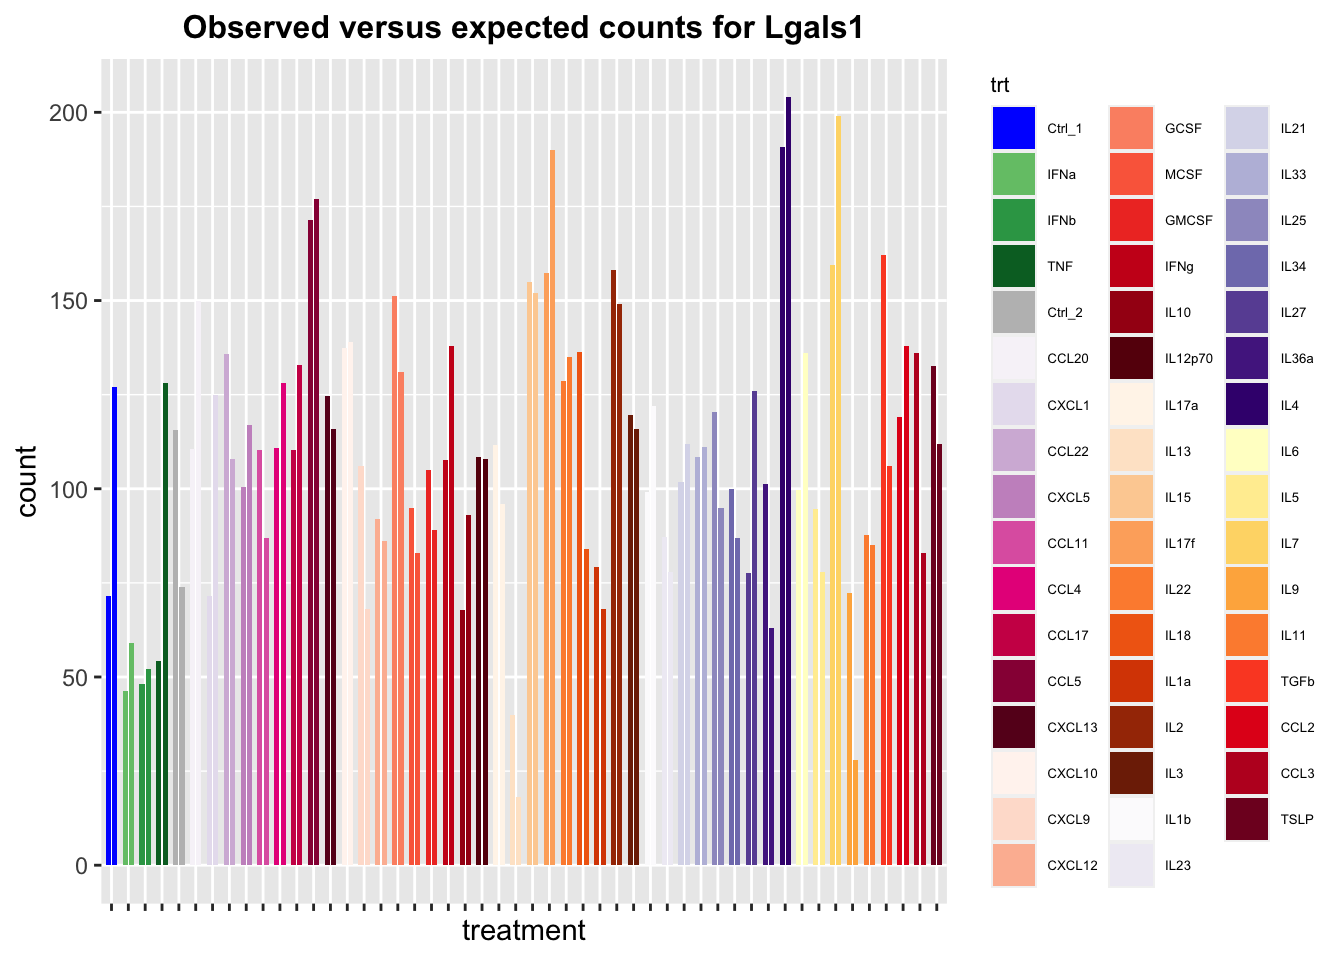 Observed versus expected counts for Lgals1
count
200
150
100
50
0
treatment
trt
Ctrl_1
IFNa
IFNb
TNF
Ctrl_2
CCL20
CXCL1
CCL22
CXCL5
CCL11
CCL4
CCL17
CCL5
CXCL13
CXCL10
CXCL9
CXCL12
GCSF
MCSF
GMCSF
IFNg
IL10
IL12p70
IL17a
IL13
IL15
IL17f
IL22
IL18
IL1a
IL2
IL3
IL1b
IL23
IL21
IL33
IL25
IL34
IL27
IL36a
IL4
IL6
IL5
IL7
IL9
IL11
TGFb
CCL2
CCL3
TSLP